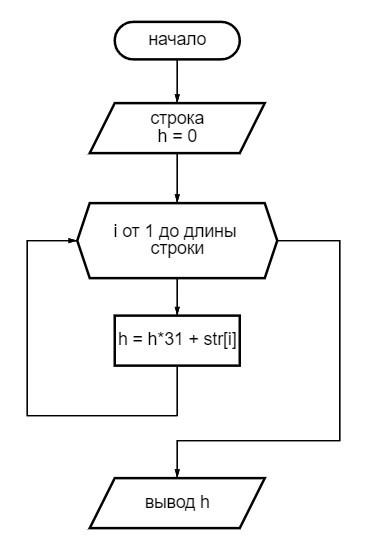 начало
строка
h = 0
i от 1 до длины
строки
h = h*31 + str[i]
вывод h